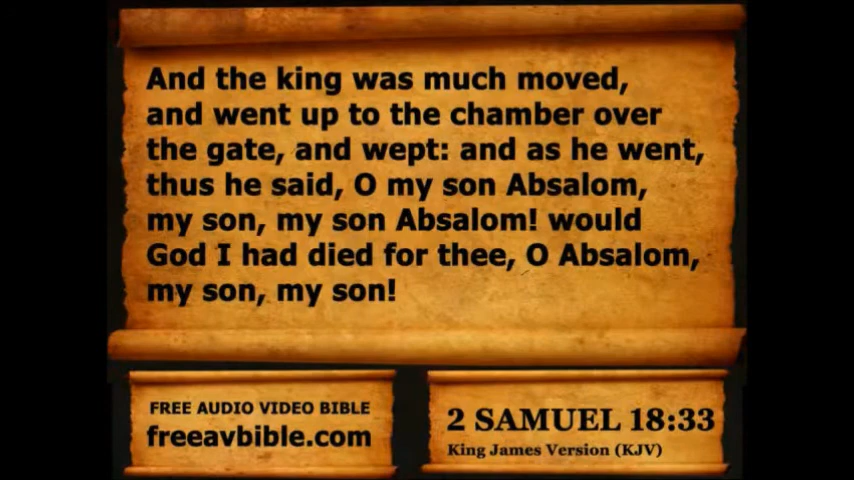 And the king was much moved,
and went up to the chamber over
the gate, and wept: and as he went,
thus he said, O my son Absalom,
my son, my son Absalom! would
God I had died for thee, O Absalom,
my son, my son!
FREE AUDIO VIDEO BIBLE
freeavbible.com
2 SAMUEL 18:33
King James Version (KJV)